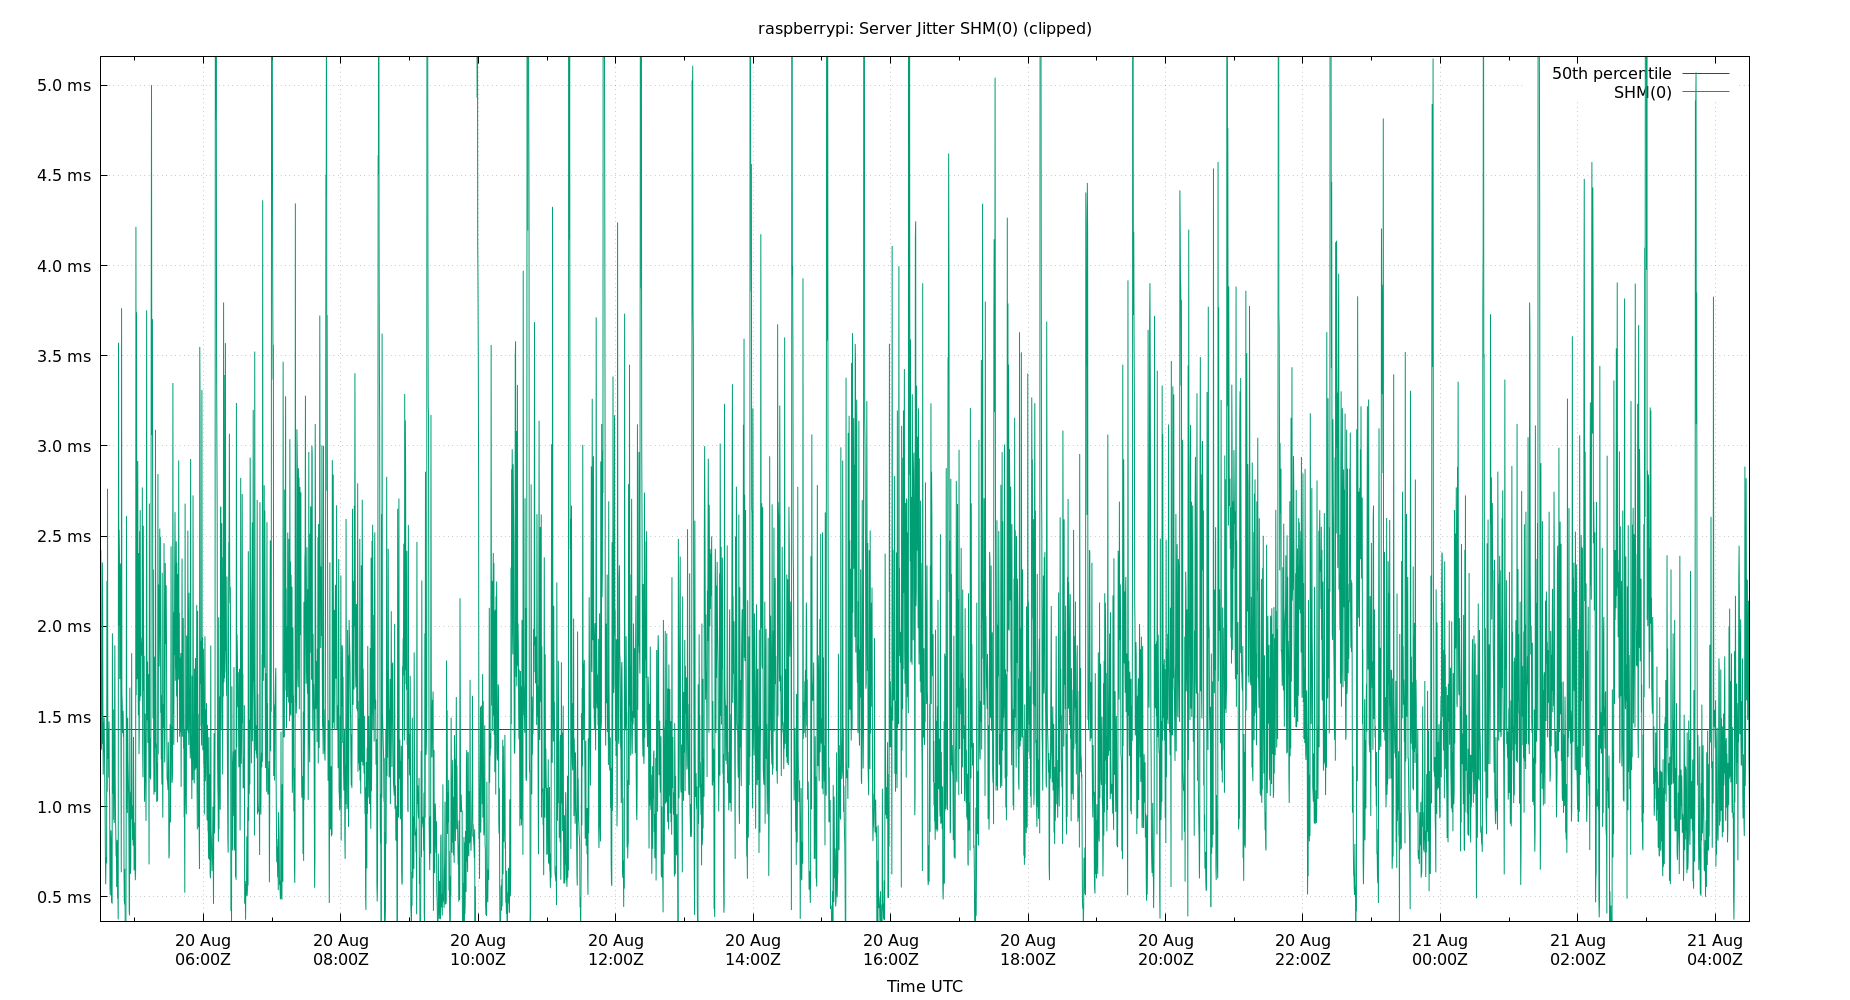 raspberrypi: Server Jitter SHM(0) (clipped)
50th percentile
SHM(0)
5.0 ms
4.5 ms
4.0 ms
3.5 ms
3.0 ms
2.5 ms
2.0 ms
1.5 ms
1.0 ms
0.5 ms
20 Aug 20 Aug 20 Aug 20 Aug 20 Aug 20 Aug 20 Aug 20 Aug 20 Aug 21 Aug 21 Aug 21 Aug
06:00Z 08:00Z 10:00Z 12:00Z 14:00Z 16:00Z 18:00Z 20:00Z 22:00Z 00:00Z 02:00Z 04:00Z
Time UTC